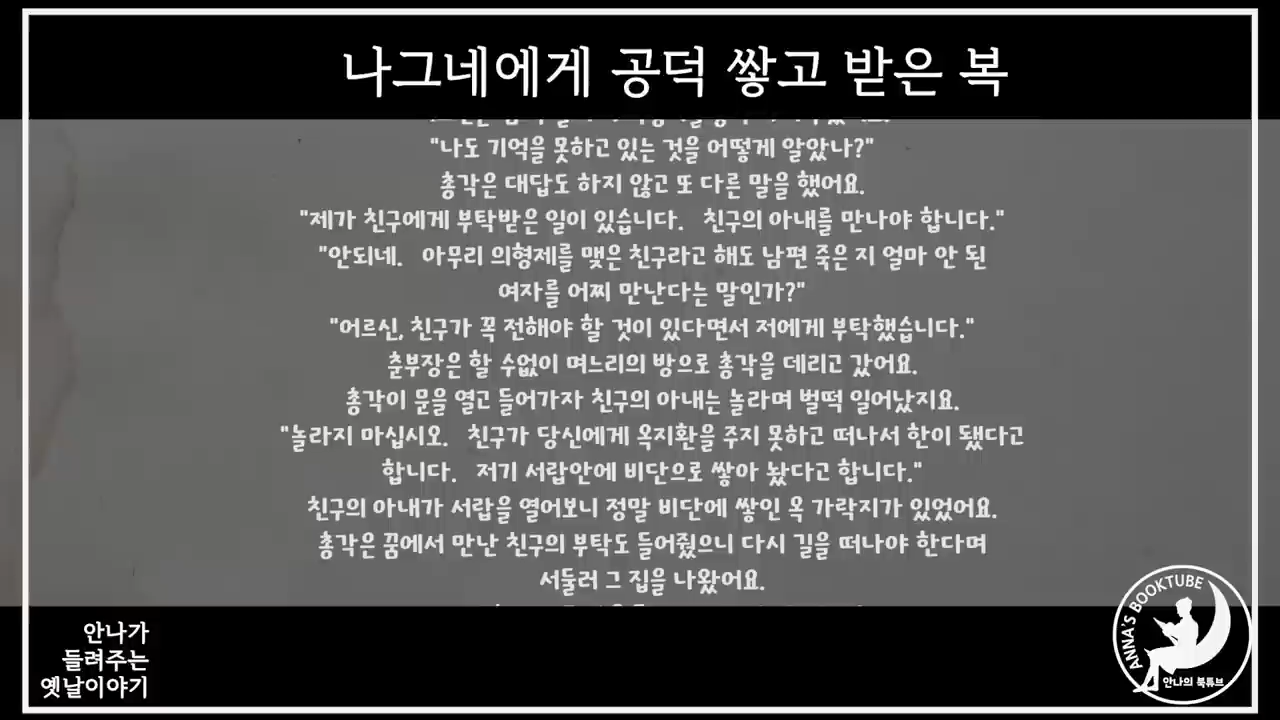 나그네에게 공덕 쌓고 받은 복
"나도 기억을 못하고 있는 것을 어떻게 알았나?"
총각은 대답도 하지 않고 또 다른 말을 했어요.
"제가 친구에게 부탁받은 일이 있습니다. 친구의 아내를 만나야 합니다."
"안되네. 아무리 의형제를 맺은 친구라고 해도 남편 죽은 지 얼마 안 된
여자를 어찌 만난다는 말인가?"
"어르신, 친구가 꼭 전해야 할 것이 있다면서 저에게 부탁했습니다."
춘부장은 할 수없이 며느리의 방으로 총각을 데리고 갔어요.
총각이 문을 열고 들어가자 친구의 아내는 놀라며 벌떡 일어났지요.
"놀라지 마십시오. 친구가 당신에게 옥지환을 주지 못하고 떠나서 한이 됐다고
합니다. 저기 서랍안에 비단으로 쌓아 놨다고 합니다."
친구의 아내가 서랍을 열어보니 정말 비단에 쌓인 옥 가락지가 있었어요.
총각은 꿈에서 만난 친구의 부탁도 들어줬으니 다시 길을 떠나야 한다며
서둘러 그 집을 나왔어요.
안나가
들려주는
옛날이야기
ANNA'S BOOKTUBE
안나의 북튜브